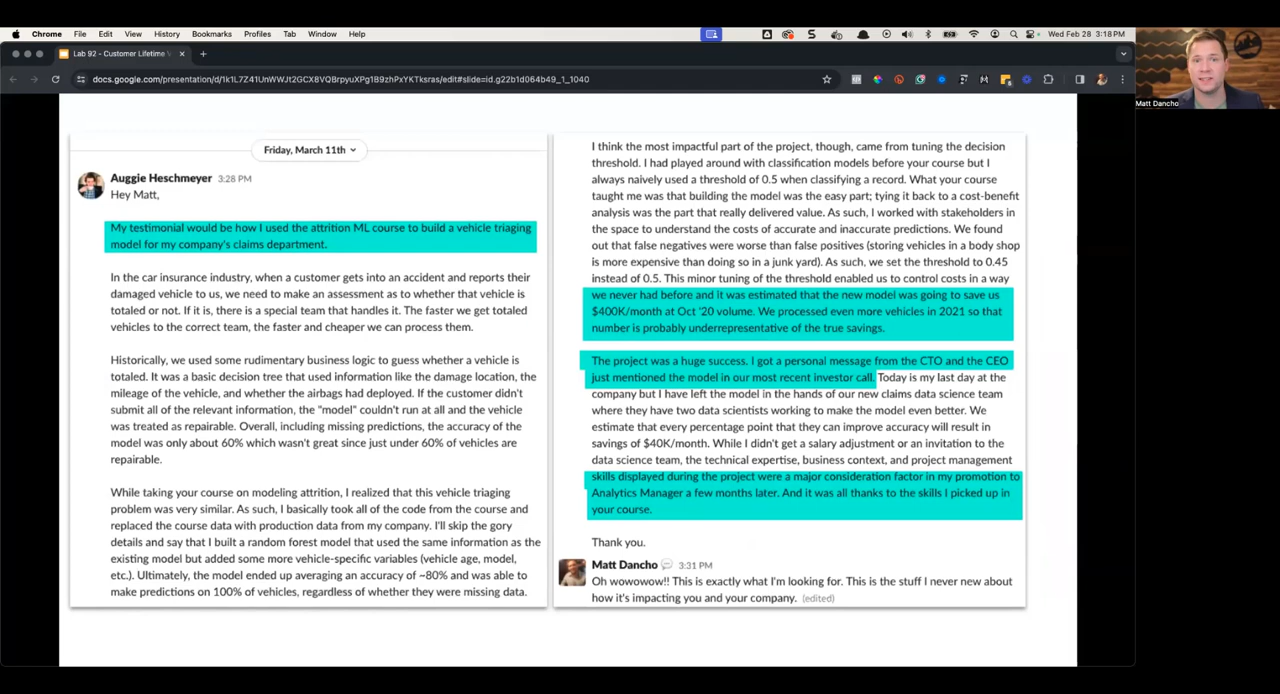 Chrome File Edit View History Bookmarks Profiles Tab Window Help
Wed Feb 28 3:18 PM
Lab 92 - Customer Lifetime
docs.google.com/presentation/d/1k1L7Z41UnWWJt2GCX8VQBrpyuXPg1B9zhPxYKTksras/edit#slide=id.g22b1d064b49_1_1040
Matt Dancho
Friday, March 11th
Auggie Heschmeyer 3:28 PM
Hey Matt,
My testimonial would be how I used the attrition ML course to build a vehicle triaging
model for my company's claims department.
In the car insurance industry, when a customer gets into an accident and reports their
damaged vehicle to us, we need to make an assessment as to whether that vehicle is
totaled or not. If it is, there is a special team that handles it. The faster we get totaled
vehicles to the correct team, the faster and cheaper we can process them.
Historically, we used some rudimentary business logic to guess whether a vehicle is
totaled. It was a basic decision tree that used information like the damage location, the
mileage of the vehicle, and whether the airbags had deployed. If the customer didn't
submit all of the relevant information, the "model" couldn't run at all and the vehicle
was treated as repairable. Overall, including missing predictions, the accuracy of the
model was only about 60% which wasn't great since just under 60% of vehicles are
repairable.
While taking your course on modeling attrition, I realized that this vehicle triaging
problem was very similar. As such, I basically took all of the code from the course and
replaced the course data with production data from my company. I'll skip the gory
details and say that I built a random forest model that used the same information as the
existing model but added some more vehicle-specific variables (vehicle age, model,
etc.). Ultimately, the model ended up averaging an accuracy of ~80% and was able to
make predictions on 100% of vehicles, regardless of whether they were missing data.
I think the most impactful part of the project, though, came from tuning the decision
threshold. I had played around with classification models before your course but I
always naively used a threshold of 0.5 when classifying a record. What your course
taught me was that building the model was the easy part; tying it back to a cost-benefit
analysis was the part that really delivered value. As such, I worked with stakeholders in
the space to understand the costs of accurate and inaccurate predictions. We found
out that false negatives were worse than false positives (storing vehicles in a body shop
is more expensive than doing so in a junk yard). As such, we set the threshold to 0.45
instead of 0.5. This minor tuning of the threshold enabled us to control costs in a way
we never had before and it was estimated that the new model was going to save us
$400K/month at Oct '20 volume. We processed even more vehicles in 2021 so that
number is probably underrepresentative of the true savings.
The project was a huge success. I got a personal message from the CTO and the CEO
just mentioned the model in our most recent investor call. Today is my last day at the
company but I have left the model in the hands of our new claims data science team
where they have two data scientists working to make the model even better. We
estimate that every percentage point that they can improve accuracy will result in
savings of $40K/month. While I didn't get a salary adjustment or an invitation to the
data science team, the technical expertise, business context, and project management
skills displayed during the project were a major consideration factor in my promotion to
Analytics Manager a few months later. And it was all thanks to the skills I picked up in
your course.
Thank you.
Matt Dancho 3:31 PM
Oh wowowow!! This is exactly what I'm looking for. This is the stuff I never new about
how it's impacting you and your company. (edited)